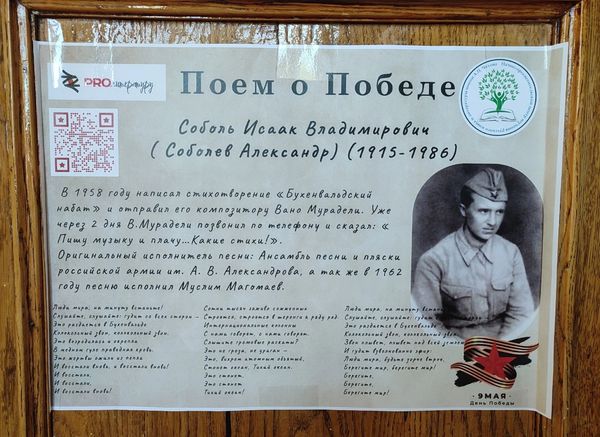 PROлитературу
Поем о Победе
Соболь Исаак Владимирович
( Соболев Александр) (1915-1986)
В 1958 году написал стихотворение «Бухенвальдский
набат» и отправил его композитору Вано Мурадели. Уже
через 2 дня В.Мурадели позвонил по телефону и сказал: «
Пишу музыку и плачу...Какие стихи!».
Оригинальный исполнитель песни: Ансамбль песни и пляски
российской армии им. А. В. Александрова, а так же в 1962
году песню исполнил Муслим Магомаев.
Люди мира, на минуту встаньте!
Слушайте, слушайте: гудит со всех сторон –
Это раздается в Бухенвальде
Колокольный звон, колокольный звон.
Это возродилась и окрепла
В медном гуле праведная кровь.
Это жертвы ожили из пепла
И восстали вновь, и восстали вновь!
И восстали,
И восстали,
И восстали вновь!
Сотни тысяч заживо сожженных
Строятся, строятся в шеренги к ряду ряд.
Интернациональные колонны
С нами говорят, с нами говорят.
Слышите громовые раскаты?
Это не гроза, не ураган –
Это, вихрем атомным объятый,
Стонет океан, Тихий океан.
Это стонет,
Это стонет
Тихий океан!
Люди мира, на минуту
Слушайте, слушайте: гудит со всех
Это раздается в Бухенвальде
Колокольный звон, колокольный
Звон плывет, плывет над всей землею
И гудит взволнованно эфир:
Люди мира, будьте зорче втрое,
Берегите мир, берегите мир!
Берегите,
Берегите,
Берегите мир!
· 9МАЯ ·
День Победы